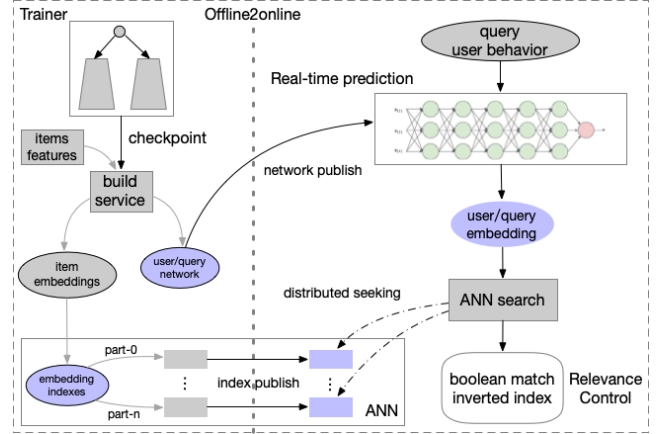 Trainer
Offline2online
query
user behavior
Real-time prediction
items
features
checkpoint
build
service
network publish
user/query
embedding
item
embeddings
user/query
network
distributed seeking
ANN search
part-0
embedding
indexes
index publish
part-n
ANN
boolean match
inverted index
Relevance
Control